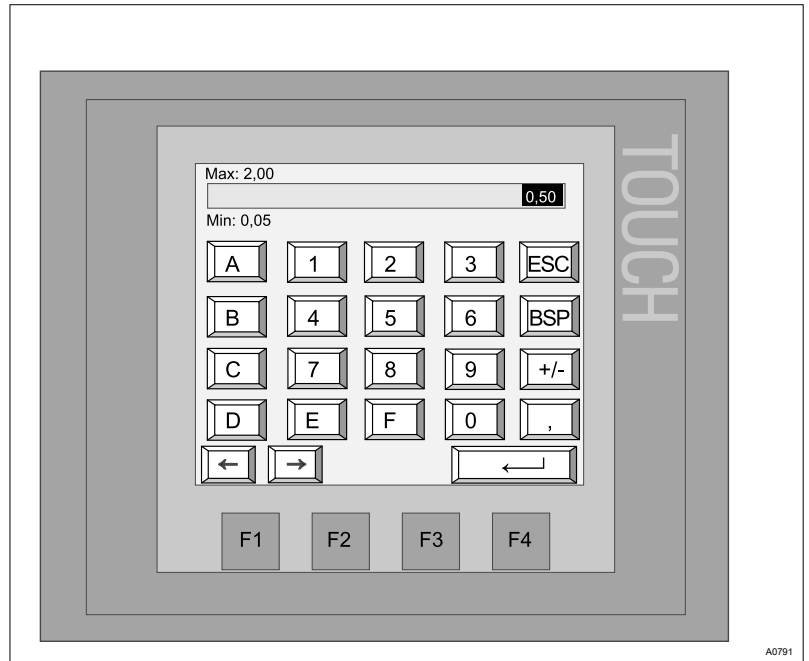 Max: 2,00
0,50
Min: 0,05
A 1 2 3 ESC
B 4 5 6 BSP
C 7 8 9 +/-
D E F 0 ,
← →
F1 F2 F3 F4
TOUCH
A0791